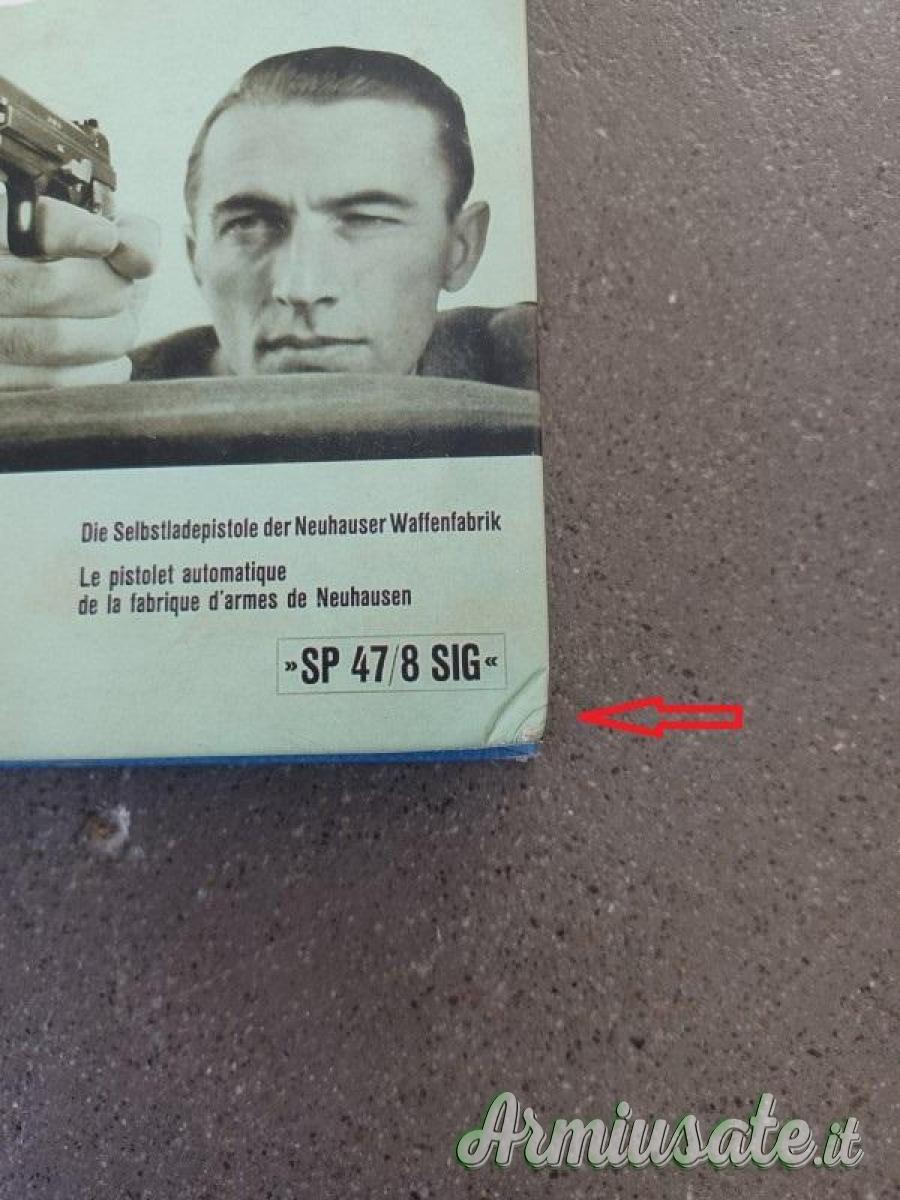 Die Selbstladepistole der Neuhauser Waffenfabrik
Le pistolet automatique
de la fabrique d'armes de Neuhausen
»SP 47/8 SIG«
Armiusate.it